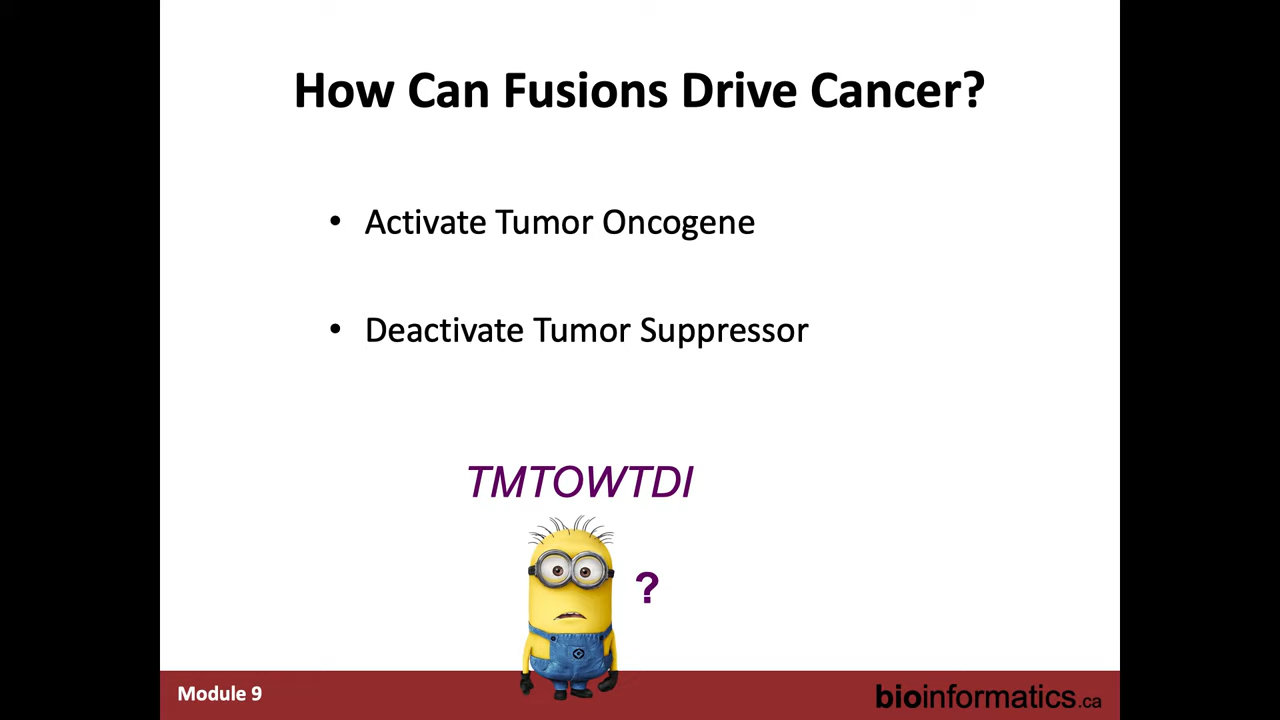 How Can Fusions Drive Cancer?
• Activate Tumor Oncogene
• Deactivate Tumor Suppressor
TMTOWTDI
?
Module 9
bioinformatics.ca